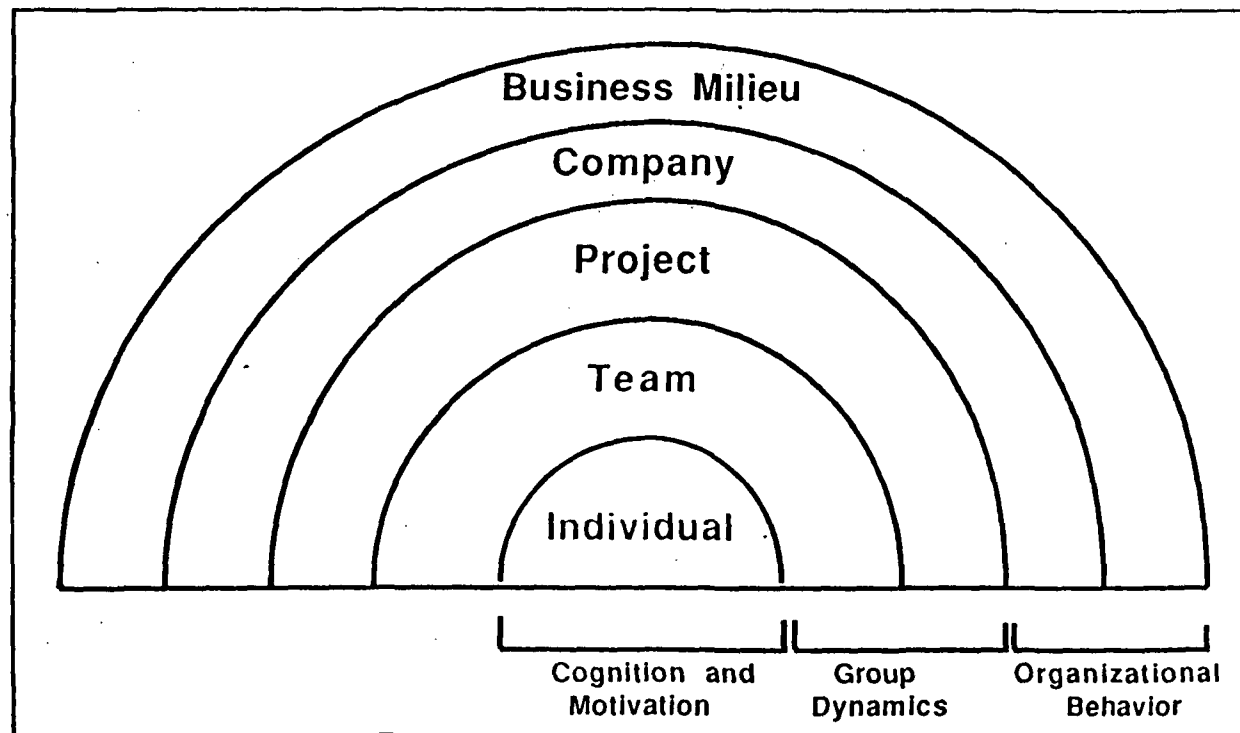 Business Milieu
Company
Project
Team
Individual
Cognition and
Motivation
Group
Dynamics
Organizational
Behavior